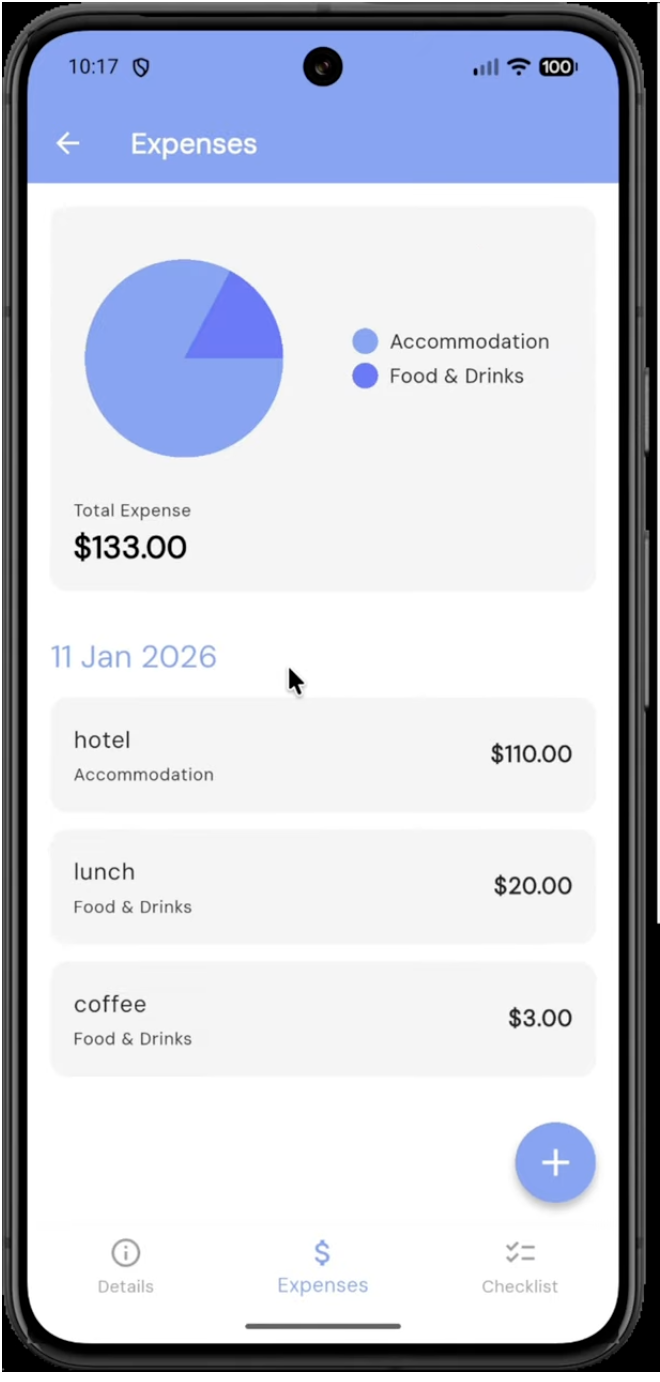 10:17
100
Expenses
Accommodation
Food & Drinks
Total Expense
$133.00
11 Jan 2026
hotel
$110.00
Accommodation
lunch
$20.00
Food & Drinks
coffee
$3.00
Food & Drinks
Details
Expenses
Checklist